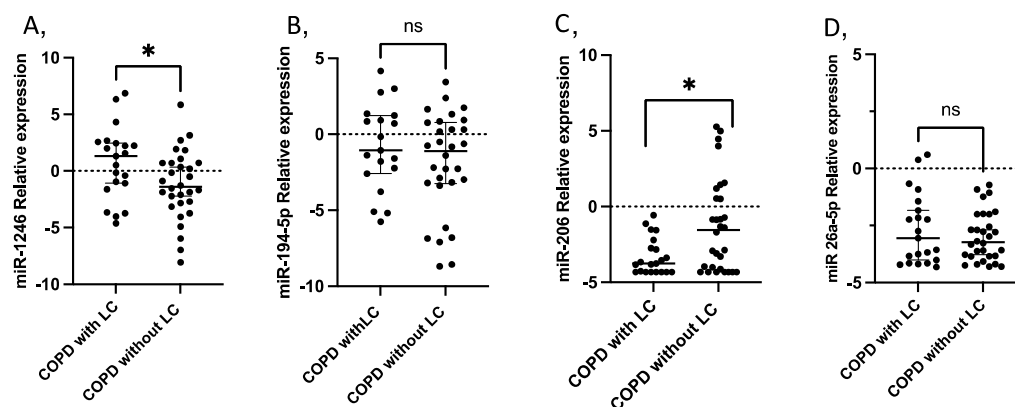 A,
miR-1246 Relative expression
10
5
0
-5
-10
*
COPD with LC
COPD without LC
B,
miR-194-5p Relative expression
5
0
-5
-10
ns
COPD withLC
COPD without LC
C,
miR-206 Relative expression
10
5
0
-5
*
COPD with LC
COPD without LC
D,
miR 26a-5p Relative expression
5
0
-5
ns
COPD with LC
COPD without LC